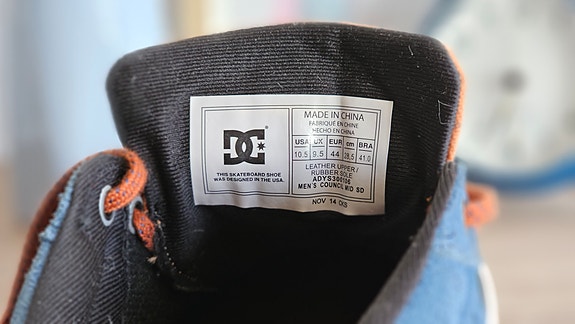 DC
THIS SKATEBOARD SHOE
WAS DESIGNED IN THE USA.
MADE IN CHINA
FABRIQUÉ EN CHINE
HECHO EN CHINA
USA UK EUR cm BRA
10.5 9.5 44 28.5 41.0
LEATHER UPPER/
RUBBER SOLE
MEN'S COUNCIL MID SD
NOV 14